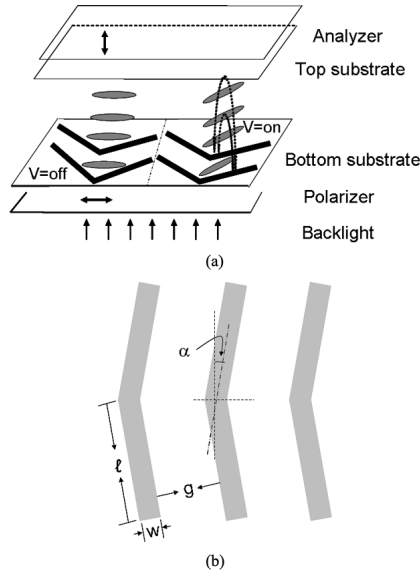 Analyzer
Top substrate
V=on
V=off
Bottom substrate
Polarizer
Backlight
(a)
α
ℓ
g
w
(b)